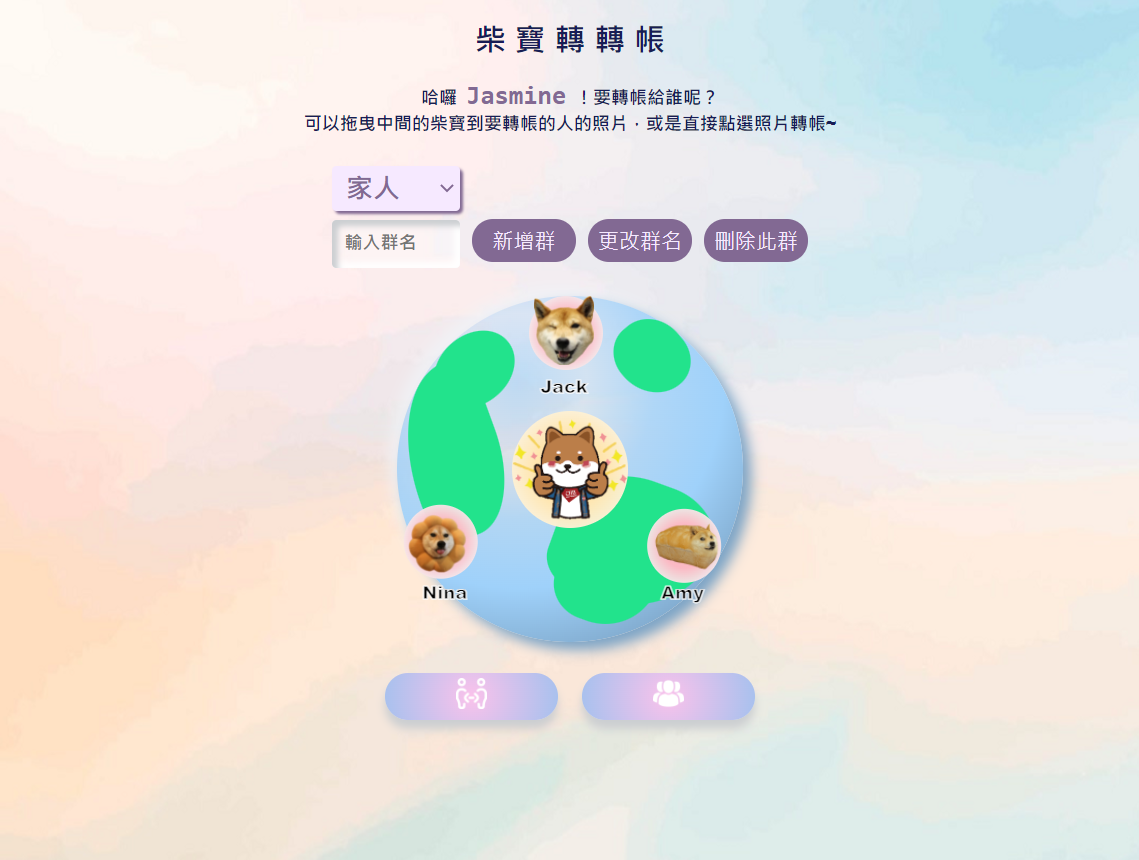 柴寶轉轉帳
哈囉 Jasmine ！要轉帳給誰呢？
可以拖曳中間的柴寶到要轉帳的人的照片，或是直接點選照片轉帳~
家人
輸入群名
新增群
更改群名
刪除此群
Jack
Nina
Amy